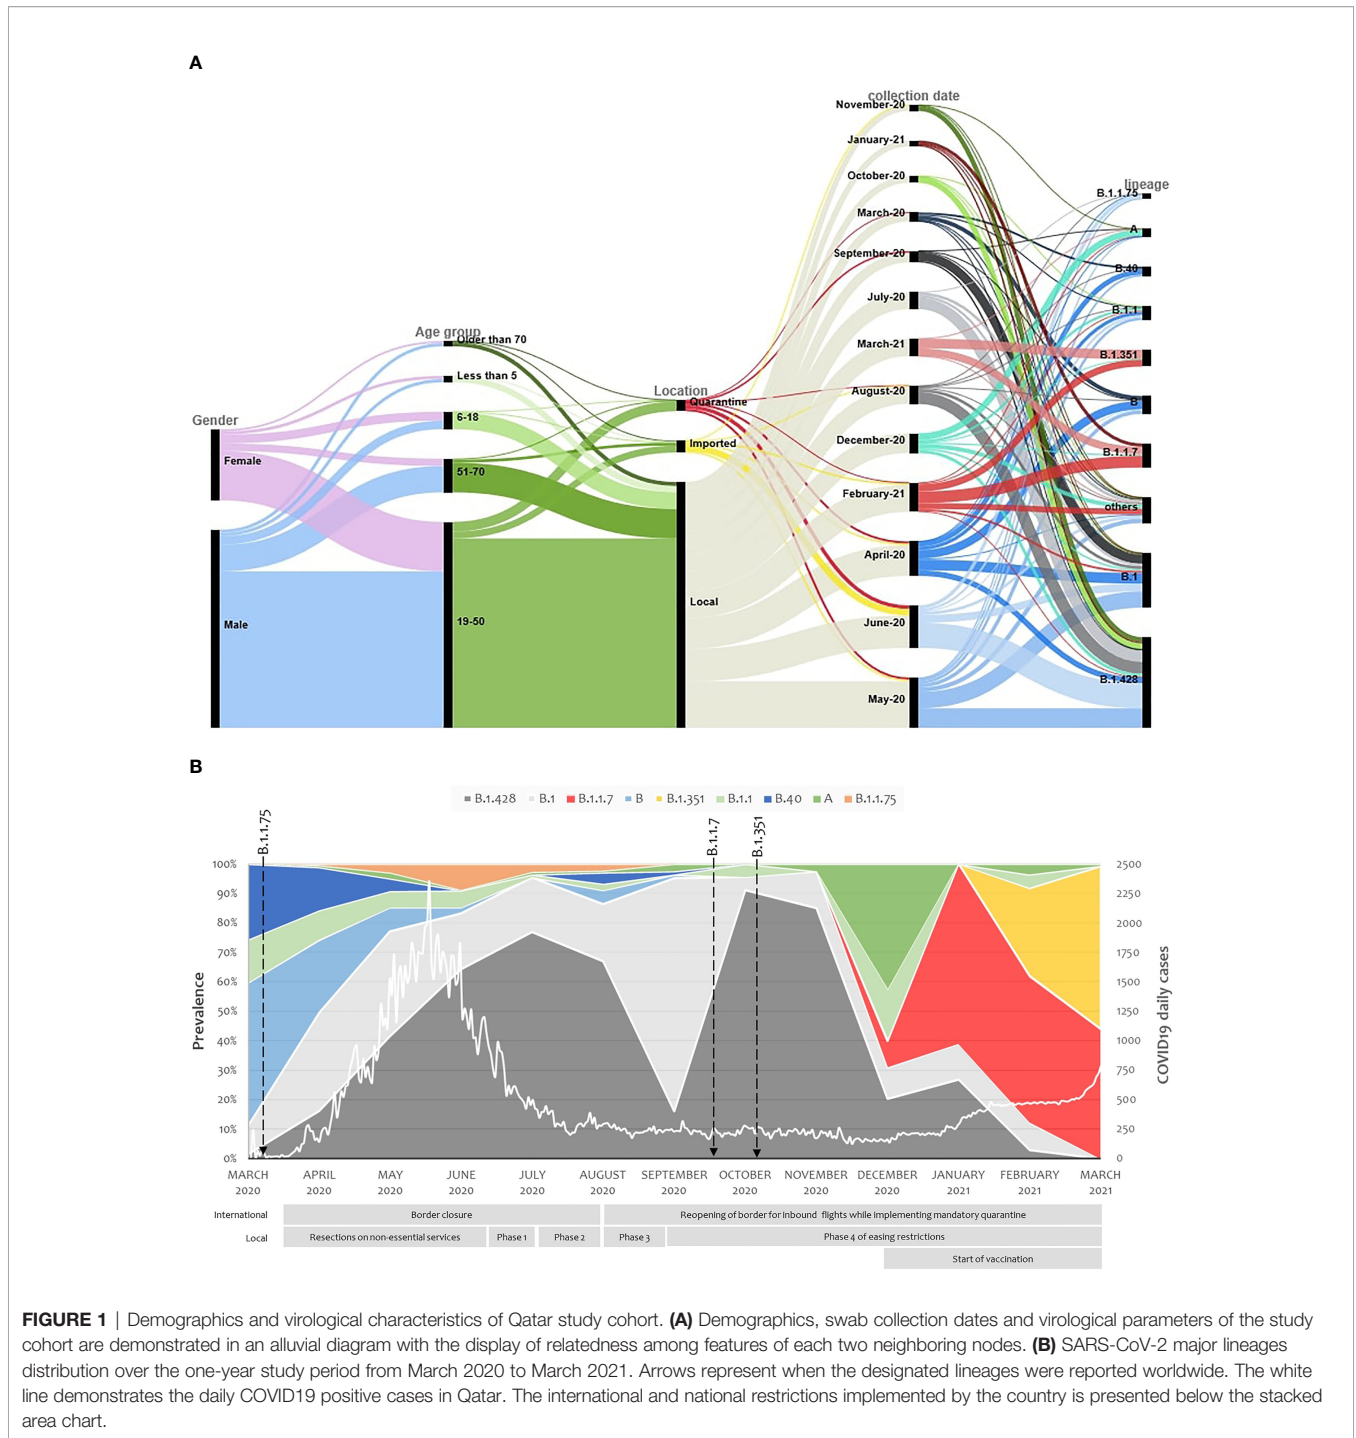 A
collection date
November-20
January-21
October-20
March-20
September-20
July-20
March-21
August-20
December-20
February-21
April-20
June-20
May-20
lineage
B.1.1.75
A
B.40
B.1.1
B.1.351
B
B.1.1.7
others
B.1
B.1.428
Age group
Older than 70
Less than 5
6-18
51-70
19-50
Location
Quarantine
Imported
Local
Gender
Female
Male
B
B.1.428 B.1 B.1.1.7 B B.1.351 B.1.1 B.40 A B.1.1.75
B.1.1.75
B.1.1.7
B.1.351
Prevalence
100%
90%
80%
70%
60%
50%
40%
30%
20%
10%
0%
2500
2250
2000
1750
1500
1250
1000
750
500
250
0
COVID19 daily cases
MARCH APRIL MAY JUNE JULY AUGUST SEPTEMBER OCTOBER NOVEMBER DECEMBER JANUARY FEBRUARY MARCH
2020 2020 2020 2020 2020 2020 2020 2020 2020 2020 2021 2021 2021
International Border closure Reopening of border for inbound flights while implementing mandatory quarantine
Local Resections on non-essential services Phase 1 Phase 2 Phase 3 Phase 4 of easing restrictions
Start of vaccination
FIGURE 1 | Demographics and virological characteristics of Qatar study cohort. (A) Demographics, swab collection dates and virological parameters of the study
cohort are demonstrated in an alluvial diagram with the display of relatedness among features of each two neighboring nodes. (B) SARS-CoV-2 major lineages
distribution over the one-year study period from March 2020 to March 2021. Arrows represent when the designated lineages were reported worldwide. The white
line demonstrates the daily COVID19 positive cases in Qatar. The international and national restrictions implemented by the country is presented below the stacked
area chart.